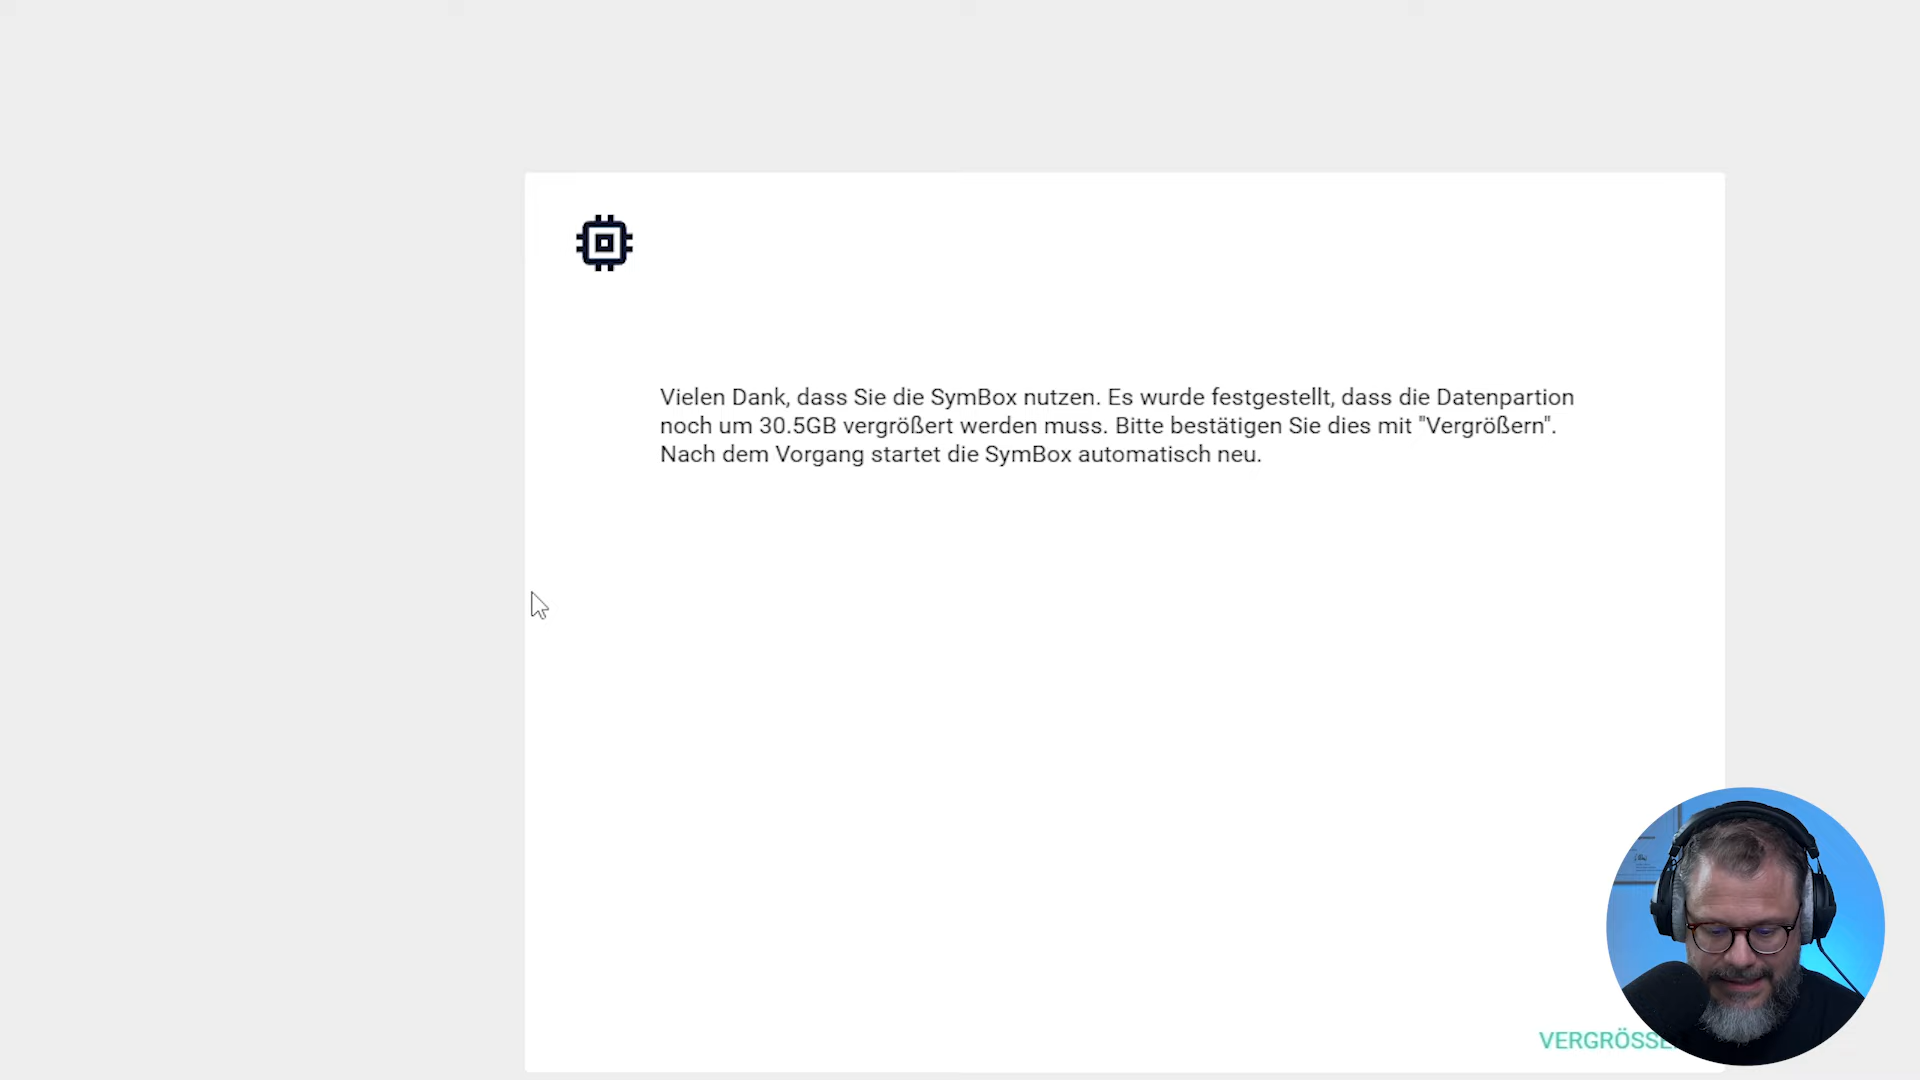 Vielen Dank, dass Sie die SymBox nutzen. Es wurde festgestellt, dass die Datenpartion
noch um 30.5GB vergrößert werden muss. Bitte bestätigen Sie dies mit "Vergrößern".
Nach dem Vorgang startet die SymBox automatisch neu.